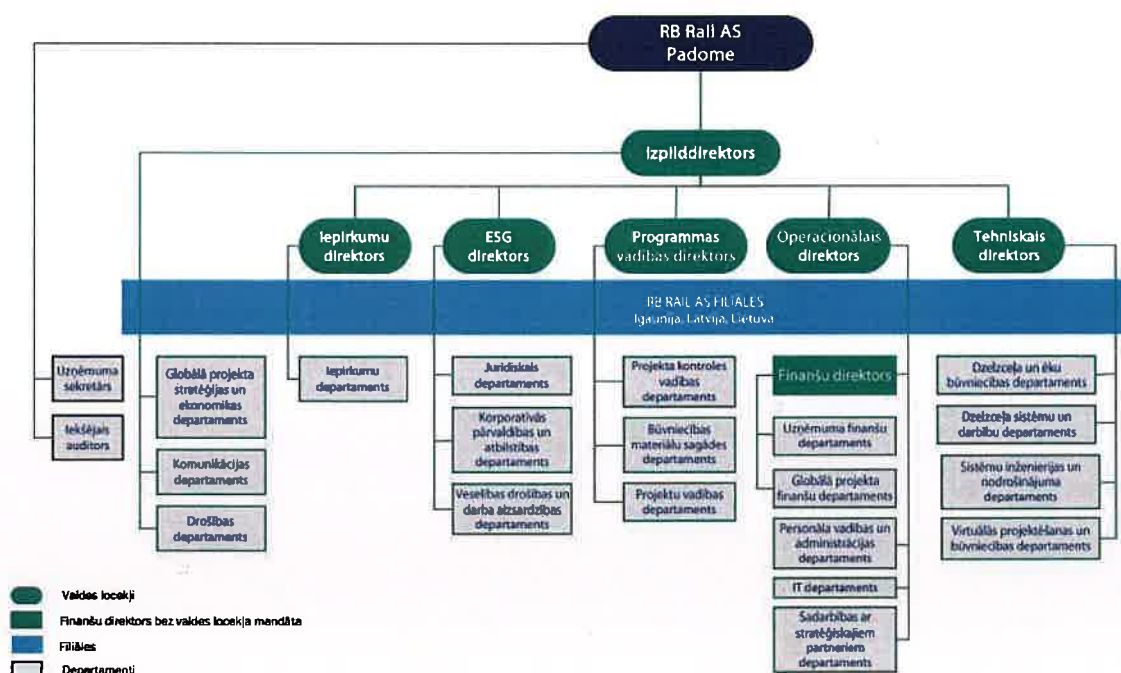 RB Rail AS
Padome
Izpilddirektors
Iepirkumu
direktors
ESG
direktors
Programmas
vadības direktors
Operacionālais
direktors
Tehniskais
direktors
RB RAIL AS FILIĀLES
Igaunija, Latvija, Lietuva
Uzņēmuma
sekretārs
Iekšējais
auditors
Globālā projekta
stratēģijas un
ekonomikas
departaments
Komunikācijas
departaments
Drošības
departaments
Iepirkumu
departaments
Juridiskais
departaments
Korporatīvās
pārvaldības un
atbilstības
departaments
Veselības drošības un
darba aizsardzības
departaments
Projekta kontroles
vadības
departaments
Būvniecības
materiālu sagādes
departaments
Projektu vadības
departaments
Finanšu direktors
Uzņēmuma finanšu
departaments
Globālā projekta
finanšu departaments
Personāla vadības un
administrācijas
departaments
IT departaments
Sadarbības ar
stratēģiskajiem
partneriem
departaments
Dzelzceļa un ēku
būvniecības departaments
Dzelzceļa sistēmu un
darbību departaments
Sistēmu inženierijas un
nodrošinājuma
departaments
Virtuālās projektēšanas un
būvniecības departaments
Valdes locekļi
Finanšu direktors bez valdes locekļa mandāta
Filiāles
Departamenti